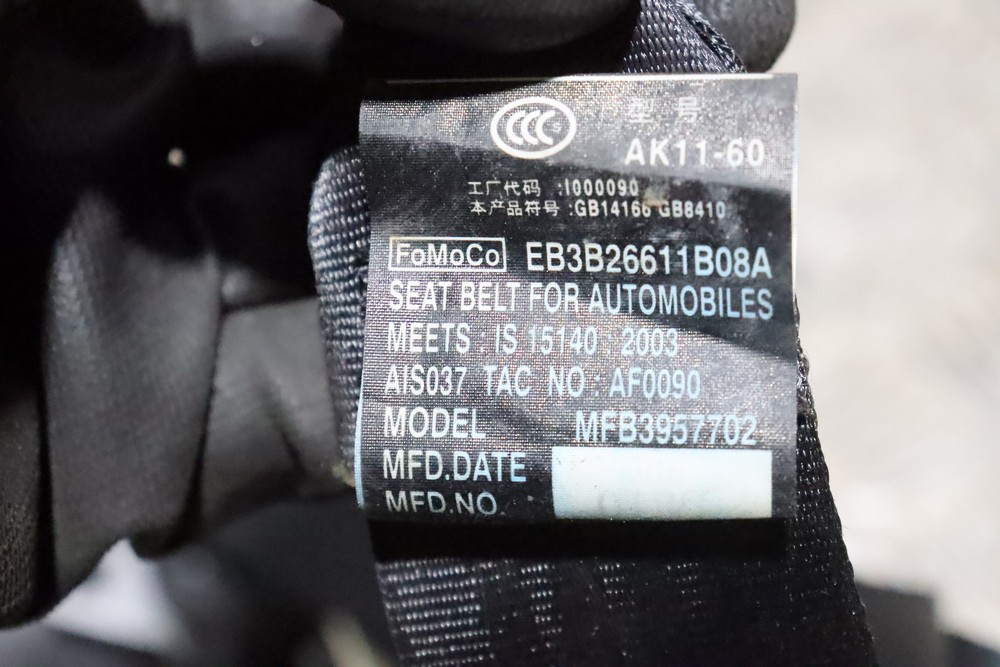 CCC S 型号
AK11-60
工厂代码 :I000090
本产品符号 :GB14166 GB8410
FoMoCo EB3B26611B08A
SEAT BELT FOR AUTOMOBILES
MEETS IS 15140 : 2003
AIS037 TAC NO : AF0090
MODEL MFB3957702
MFD.DATE
MFD.NO.